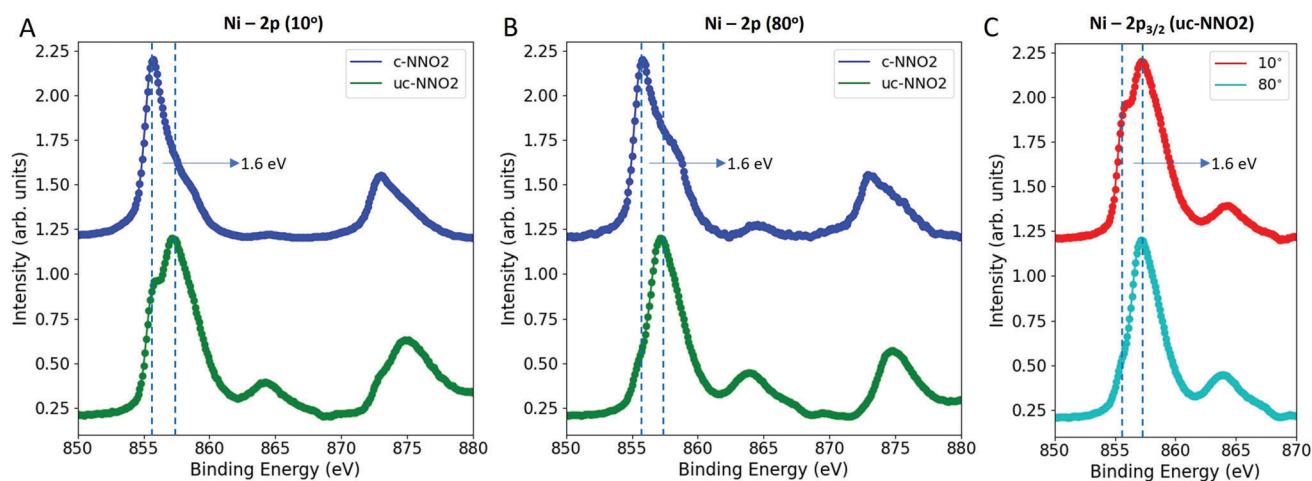 A
Ni – 2p (10°)
c-NNO2
uc-NNO2
1.6 eV
2.25
2.00
1.75
1.50
1.25
1.00
0.75
0.50
0.25
Intensity (arb. units)
850 855 860 865 870 875 880
Binding Energy (eV)
B
Ni – 2p (80°)
c-NNO2
uc-NNO2
1.6 eV
2.25
2.00
1.75
1.50
1.25
1.00
0.75
0.50
0.25
Intensity (arb. units)
850 855 860 865 870 875 880
Binding Energy (eV)
C
Ni – 2p3/2 (uc-NNO2)
10°
80°
1.6 eV
2.25
2.00
1.75
1.50
1.25
1.00
0.75
0.50
0.25
Intensity (arb. units)
850 855 860 865 870
Binding Energy (eV)